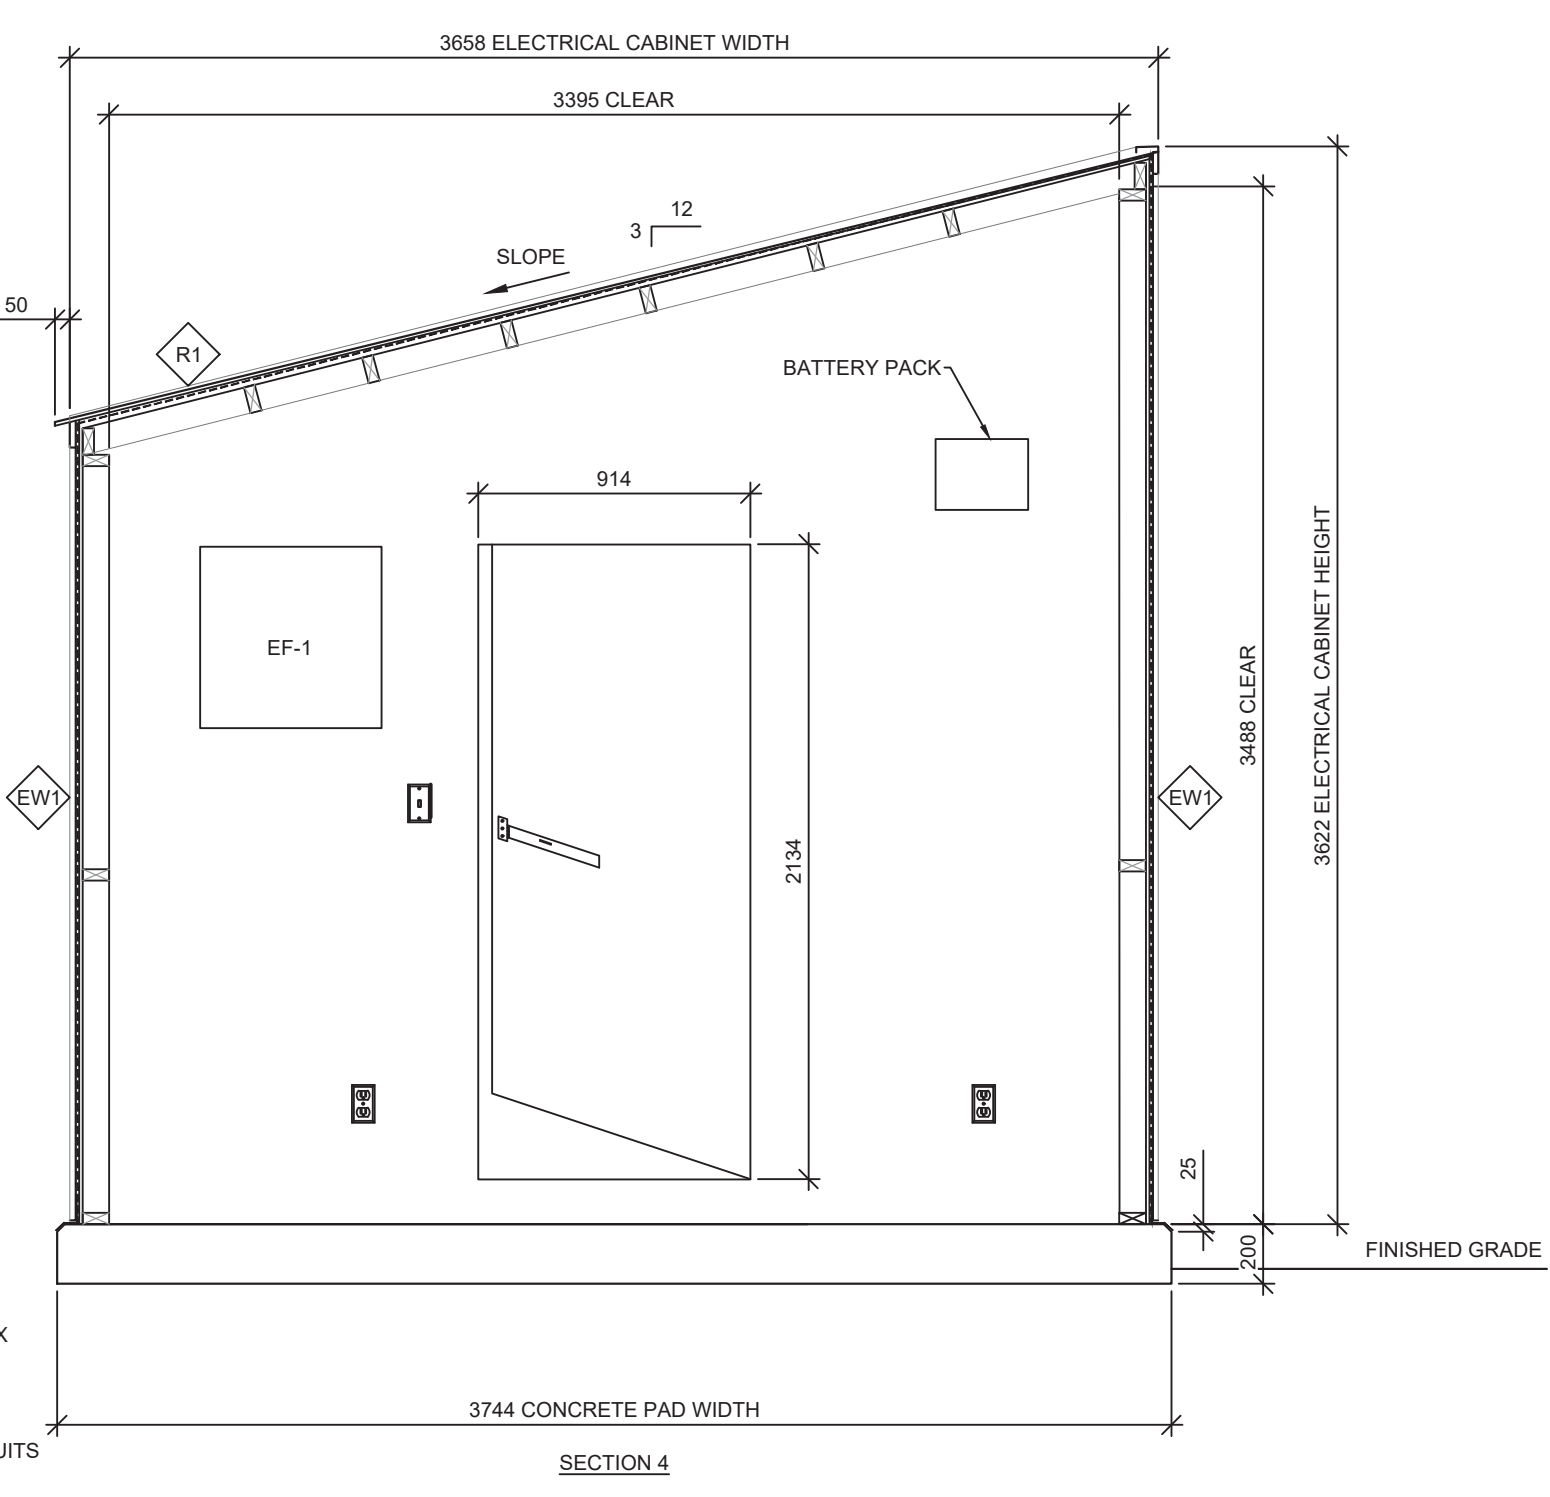 3658 ELECTRICAL CABINET WIDTH
3395 CLEAR
12
3
SLOPE
50
R1
BATTERY PACK
914
EF-1
3488 CLEAR
3622 ELECTRICAL CABINET HEIGHT
EW1
EW1
2134
25
200
FINISHED GRADE
X
3744 CONCRETE PAD WIDTH
UITS
SECTION 4